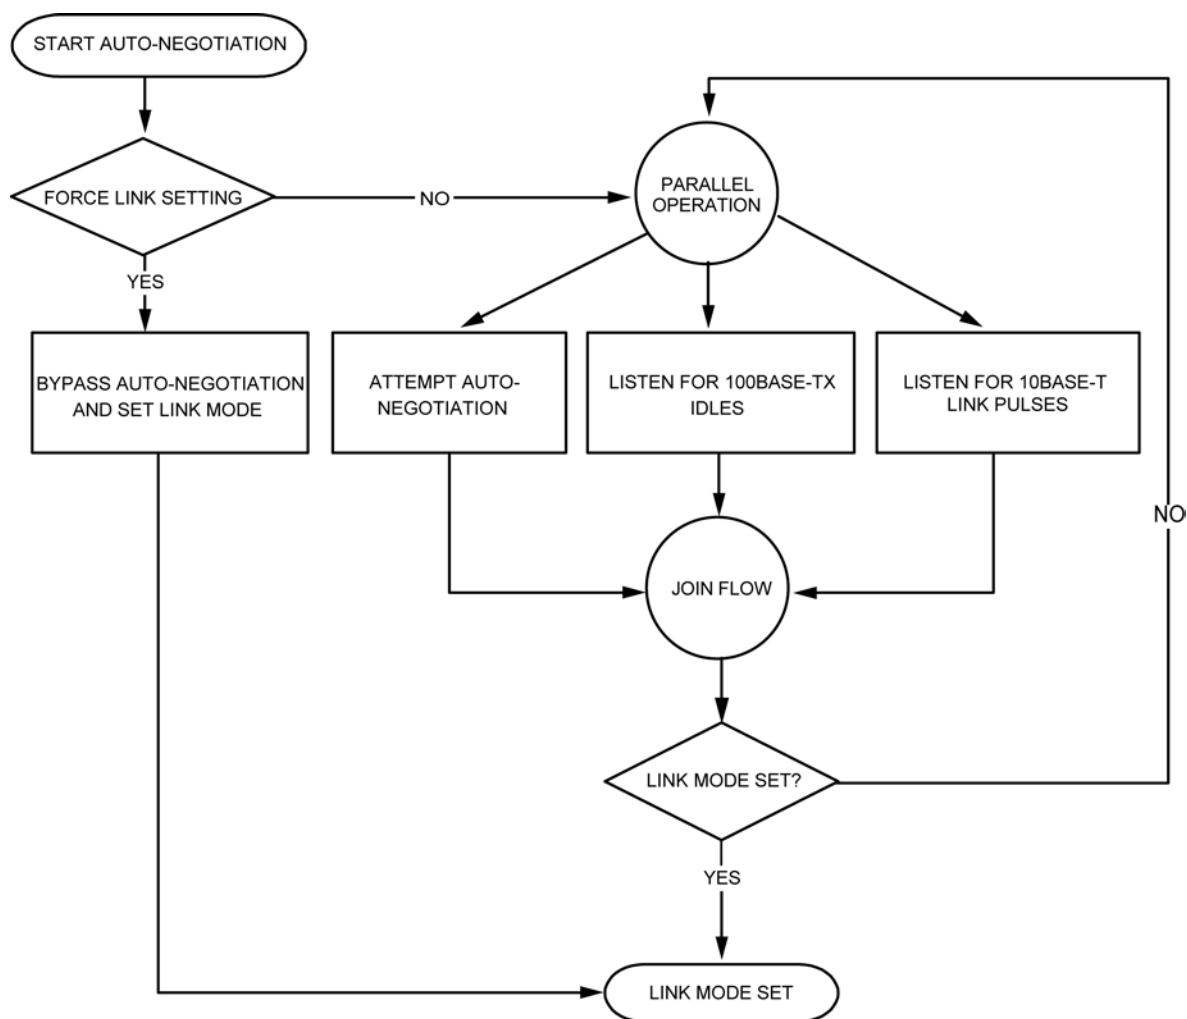 START AUTO-NEGOTIATION
FORCE LINK SETTING
NO
PARALLEL
OPERATION
YES
BYPASS AUTO-NEGOTIATION
AND SET LINK MODE
ATTEMPT AUTO-
NEGOTIATION
LISTEN FOR 100BASE-TX
IDLES
LISTEN FOR 10BASE-T
LINK PULSES
NO
JOIN FLOW
LINK MODE SET?
YES
LINK MODE SET